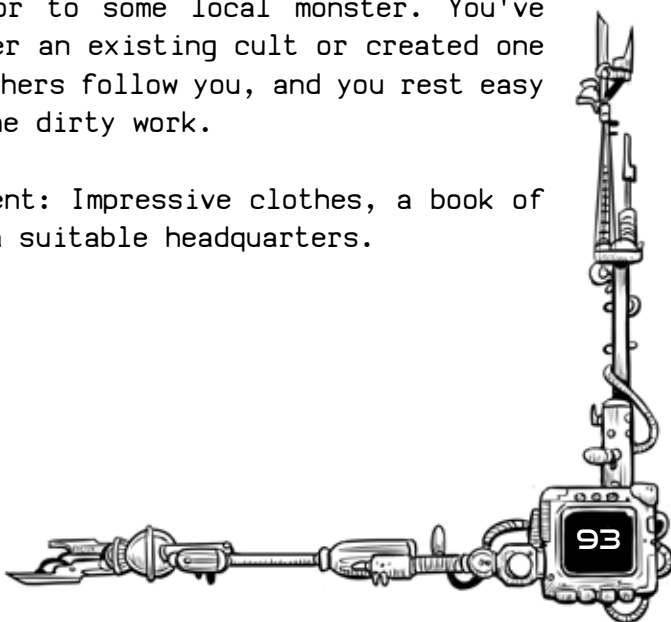 or to some local monster. You've
er an existing cult or created one
hers follow you, and you rest easy
ne dirty work.
ent: Impressive clothes, a book of
suitable headquarters.
93